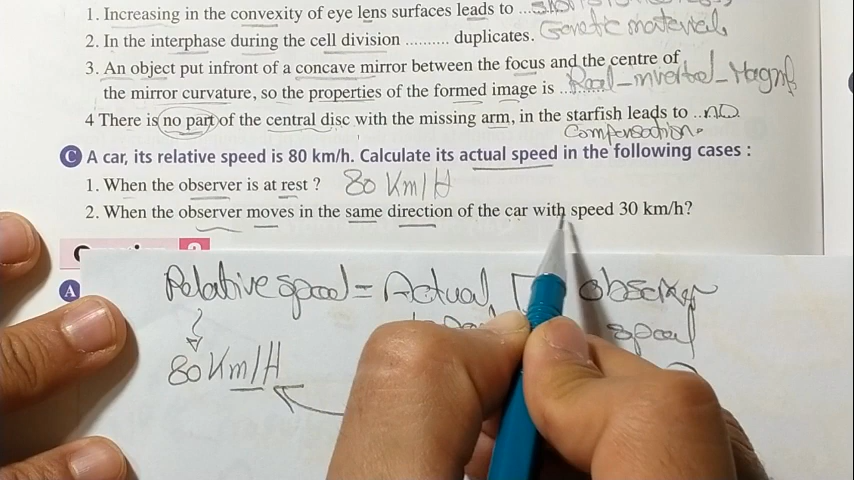 1. Increasing in the convexity of eye lens surfaces leads to ...
2. In the interphase during the cell division .......... duplicates. Genetic material
3. An object put infront of a concave mirror between the focus and the centre of
the mirror curvature, so the properties of the formed image is .......... Real_inverted_Magnif
4 There is no part of the central disc with the missing arm, in the starfish leads to ..no
Compensation.
C A car, its relative speed is 80 km/h. Calculate its actual speed in the following cases :
1. When the observer is at rest ? 80 Km/H
2. When the observer moves in the same direction of the car with speed 30 km/h?
A Relative speed = Actual observer
speed
80 Km/H